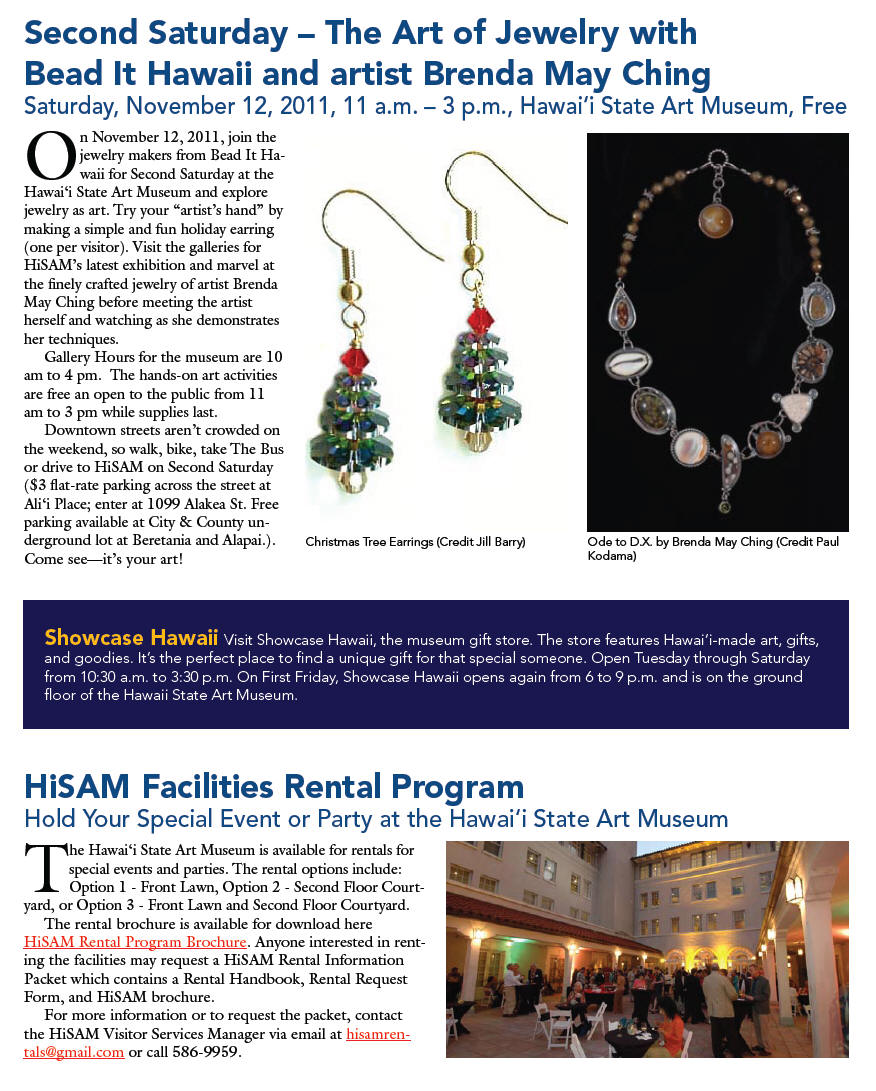 Second Saturday – The Art of Jewelry with
Bead It Hawaii and artist Brenda May Ching
Saturday, November 12, 2011, 11 a.m. – 3 p.m., Hawai‘i State Art Museum, Free
On November 12, 2011, join the
jewelry makers from Bead It Ha-
waii for Second Saturday at the
Hawai‘i State Art Museum and explore
jewelry as art. Try your “artist’s hand” by
making a simple and fun holiday earring
(one per visitor). Visit the galleries for
HiSAM’s latest exhibition and marvel at
the finely crafted jewelry of artist Brenda
May Ching before meeting the artist
herself and watching as she demonstrates
her techniques.
Gallery Hours for the museum are 10
am to 4 pm.  The hands-on art activities
are free an open to the public from 11
am to 3 pm while supplies last.
Downtown streets aren’t crowded on
the weekend, so walk, bike, take The Bus
or drive to HiSAM on Second Saturday
($3 flat-rate parking across the street at
Ali‘i Place; enter at 1099 Alakea St. Free
parking available at City & County un-
derground lot at Beretania and Alapai.).
Come see—it’s your art!
Christmas Tree Earrings (Credit Jill Barry)
Ode to D.X. by Brenda May Ching (Credit Paul
Kodama)
Showcase Hawaii Visit Showcase Hawaii, the museum gift store. The store features Hawai‘i-made art, gifts,
and goodies. It’s the perfect place to find a unique gift for that special someone. Open Tuesday through Saturday
from 10:30 a.m. to 3:30 p.m. On First Friday, Showcase Hawaii opens again from 6 to 9 p.m. and is on the ground
floor of the Hawaii State Art Museum.
HiSAM Facilities Rental Program
Hold Your Special Event or Party at the Hawai‘i State Art Museum
The Hawai‘i State Art Museum is available for rentals for
special events and parties. The rental options include:
Option 1 - Front Lawn, Option 2 - Second Floor Court-
yard, or Option 3 - Front Lawn and Second Floor Courtyard.
The rental brochure is available for download here
HiSAM Rental Program Brochure. Anyone interested in rent-
ing the facilities may request a HiSAM Rental Information
Packet which contains a Rental Handbook, Rental Request
Form, and HiSAM brochure.
For more information or to request the packet, contact
the HiSAM Visitor Services Manager via email at hisamren-
tals@gmail.com or call 586-9959.